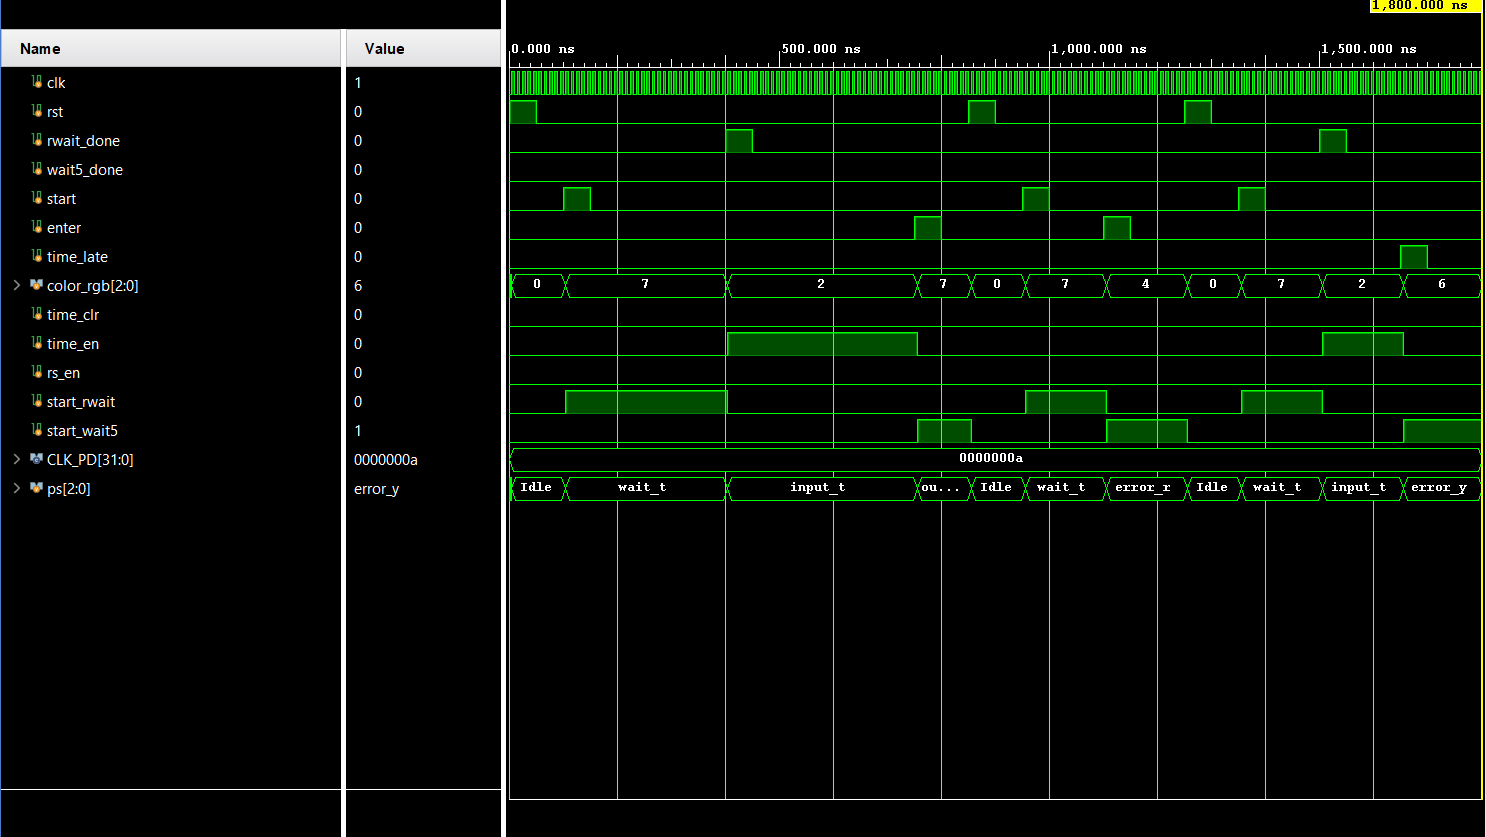 1,800.000 ns
Name Value
0.000 ns 500.000 ns 1,000.000 ns 1,500.000 ns
clk 1
rst 0
rwait_done 0
wait5_done 0
start 0
enter 0
time_late 0
color_rgb[2:0] 6 0 7 2 7 0 7 4 0 7 2 6
time_clr 0
time_en 0
rs_en 0
start_rwait 0
start_wait5 1
CLK_PD[31:0] 0000000a 0000000a
ps[2:0] error_y Idle wait_t input_t ou... Idle wait_t error_r Idle wait_t input_t error_y